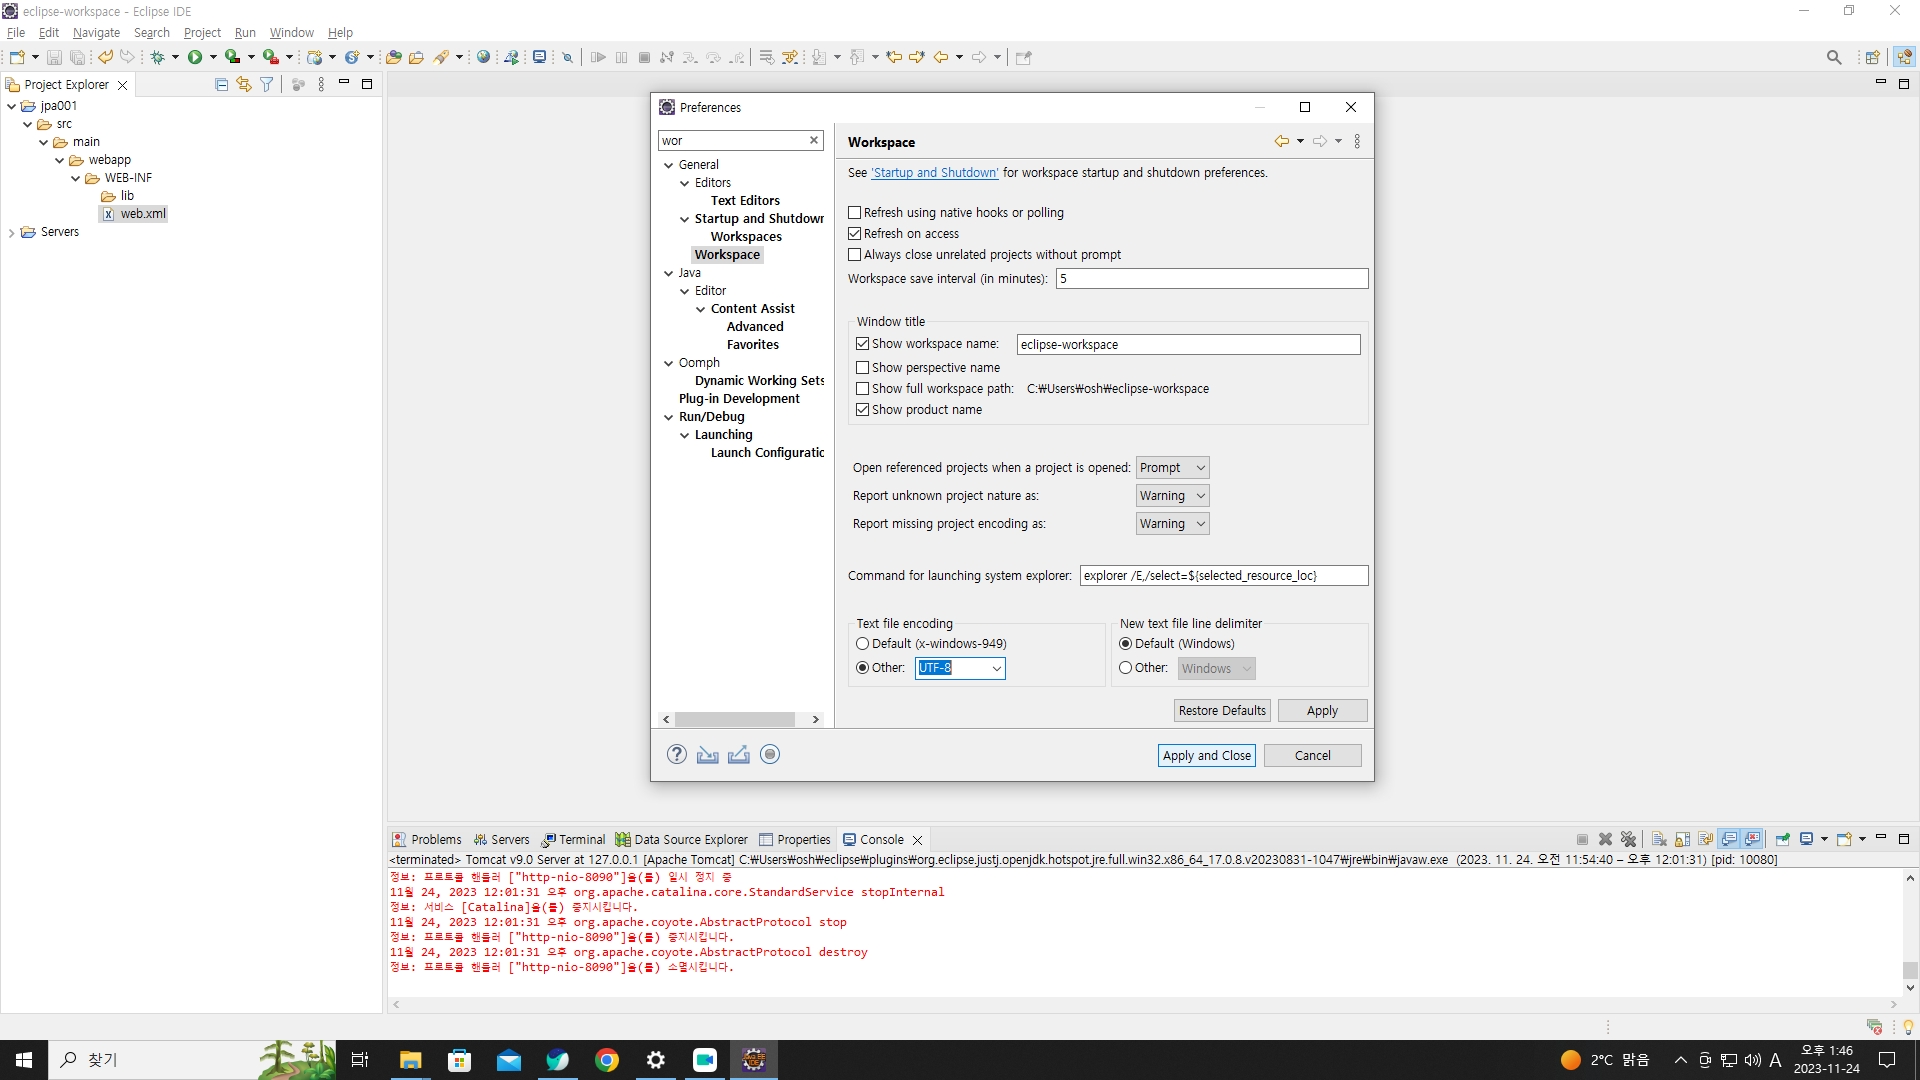 eclipse-workspace - Eclipse IDE
File Edit Navigate Search Project Run Window Help
Project Explorer
jpa001
src
main
webapp
WEB-INF
lib
web.xml
Servers
Preferences
wor
General
Editors
Text Editors
Startup and Shutdown
Workspaces
Workspace
Java
Editor
Content Assist
Advanced
Favorites
Oomph
Dynamic Working Sets
Plug-in Development
Run/Debug
Launching
Launch Configuratio
Workspace
See 'Startup and Shutdown' for workspace startup and shutdown preferences.
Refresh using native hooks or polling
Refresh on access
Always close unrelated projects without prompt
Workspace save interval (in minutes): 5
Window title
Show workspace name: eclipse-workspace
Show perspective name
Show full workspace path: C:₩Users₩osh₩eclipse-workspace
Show product name
Open referenced projects when a project is opened: Prompt
Report unknown project nature as: Warning
Report missing project encoding as: Warning
Command for launching system explorer: explorer /E,/select=${selected_resource_loc}
Text file encoding
Default (x-windows-949)
Other: UTF-8
New text file line delimiter
Default (Windows)
Other: Windows
Restore Defaults Apply
Apply and Close Cancel
Problems Servers Terminal Data Source Explorer Properties Console
<terminated> Tomcat v9.0 Server at 127.0.0.1 [Apache Tomcat] C:₩Users₩osh₩eclipse₩plugins₩org.eclipse.justj.openjdk.hotspot.jre.full.win32.x86_64_17.0.8.v20230831-1047₩jre₩bin₩javaw.exe (2023. 11. 24. 오전 11:54:40 – 오후 12:01:31) [pid: 10080]
정보: 프로토콜 핸들러 ["http-nio-8090"]을(를) 일시 정지 중
11월 24, 2023 12:01:31 오후 org.apache.catalina.core.StandardService stopInternal
정보: 서비스 [Catalina]을(를) 중지시킵니다.
11월 24, 2023 12:01:31 오후 org.apache.coyote.AbstractProtocol stop
정보: 프로토콜 핸들러 ["http-nio-8090"]을(를) 중지시킵니다.
11월 24, 2023 12:01:31 오후 org.apache.coyote.AbstractProtocol destroy
정보: 프로토콜 핸들러 ["http-nio-8090"]을(를) 소멸시킵니다.
찾기
2°C 맑음
A
오후 1:46
2023-11-24